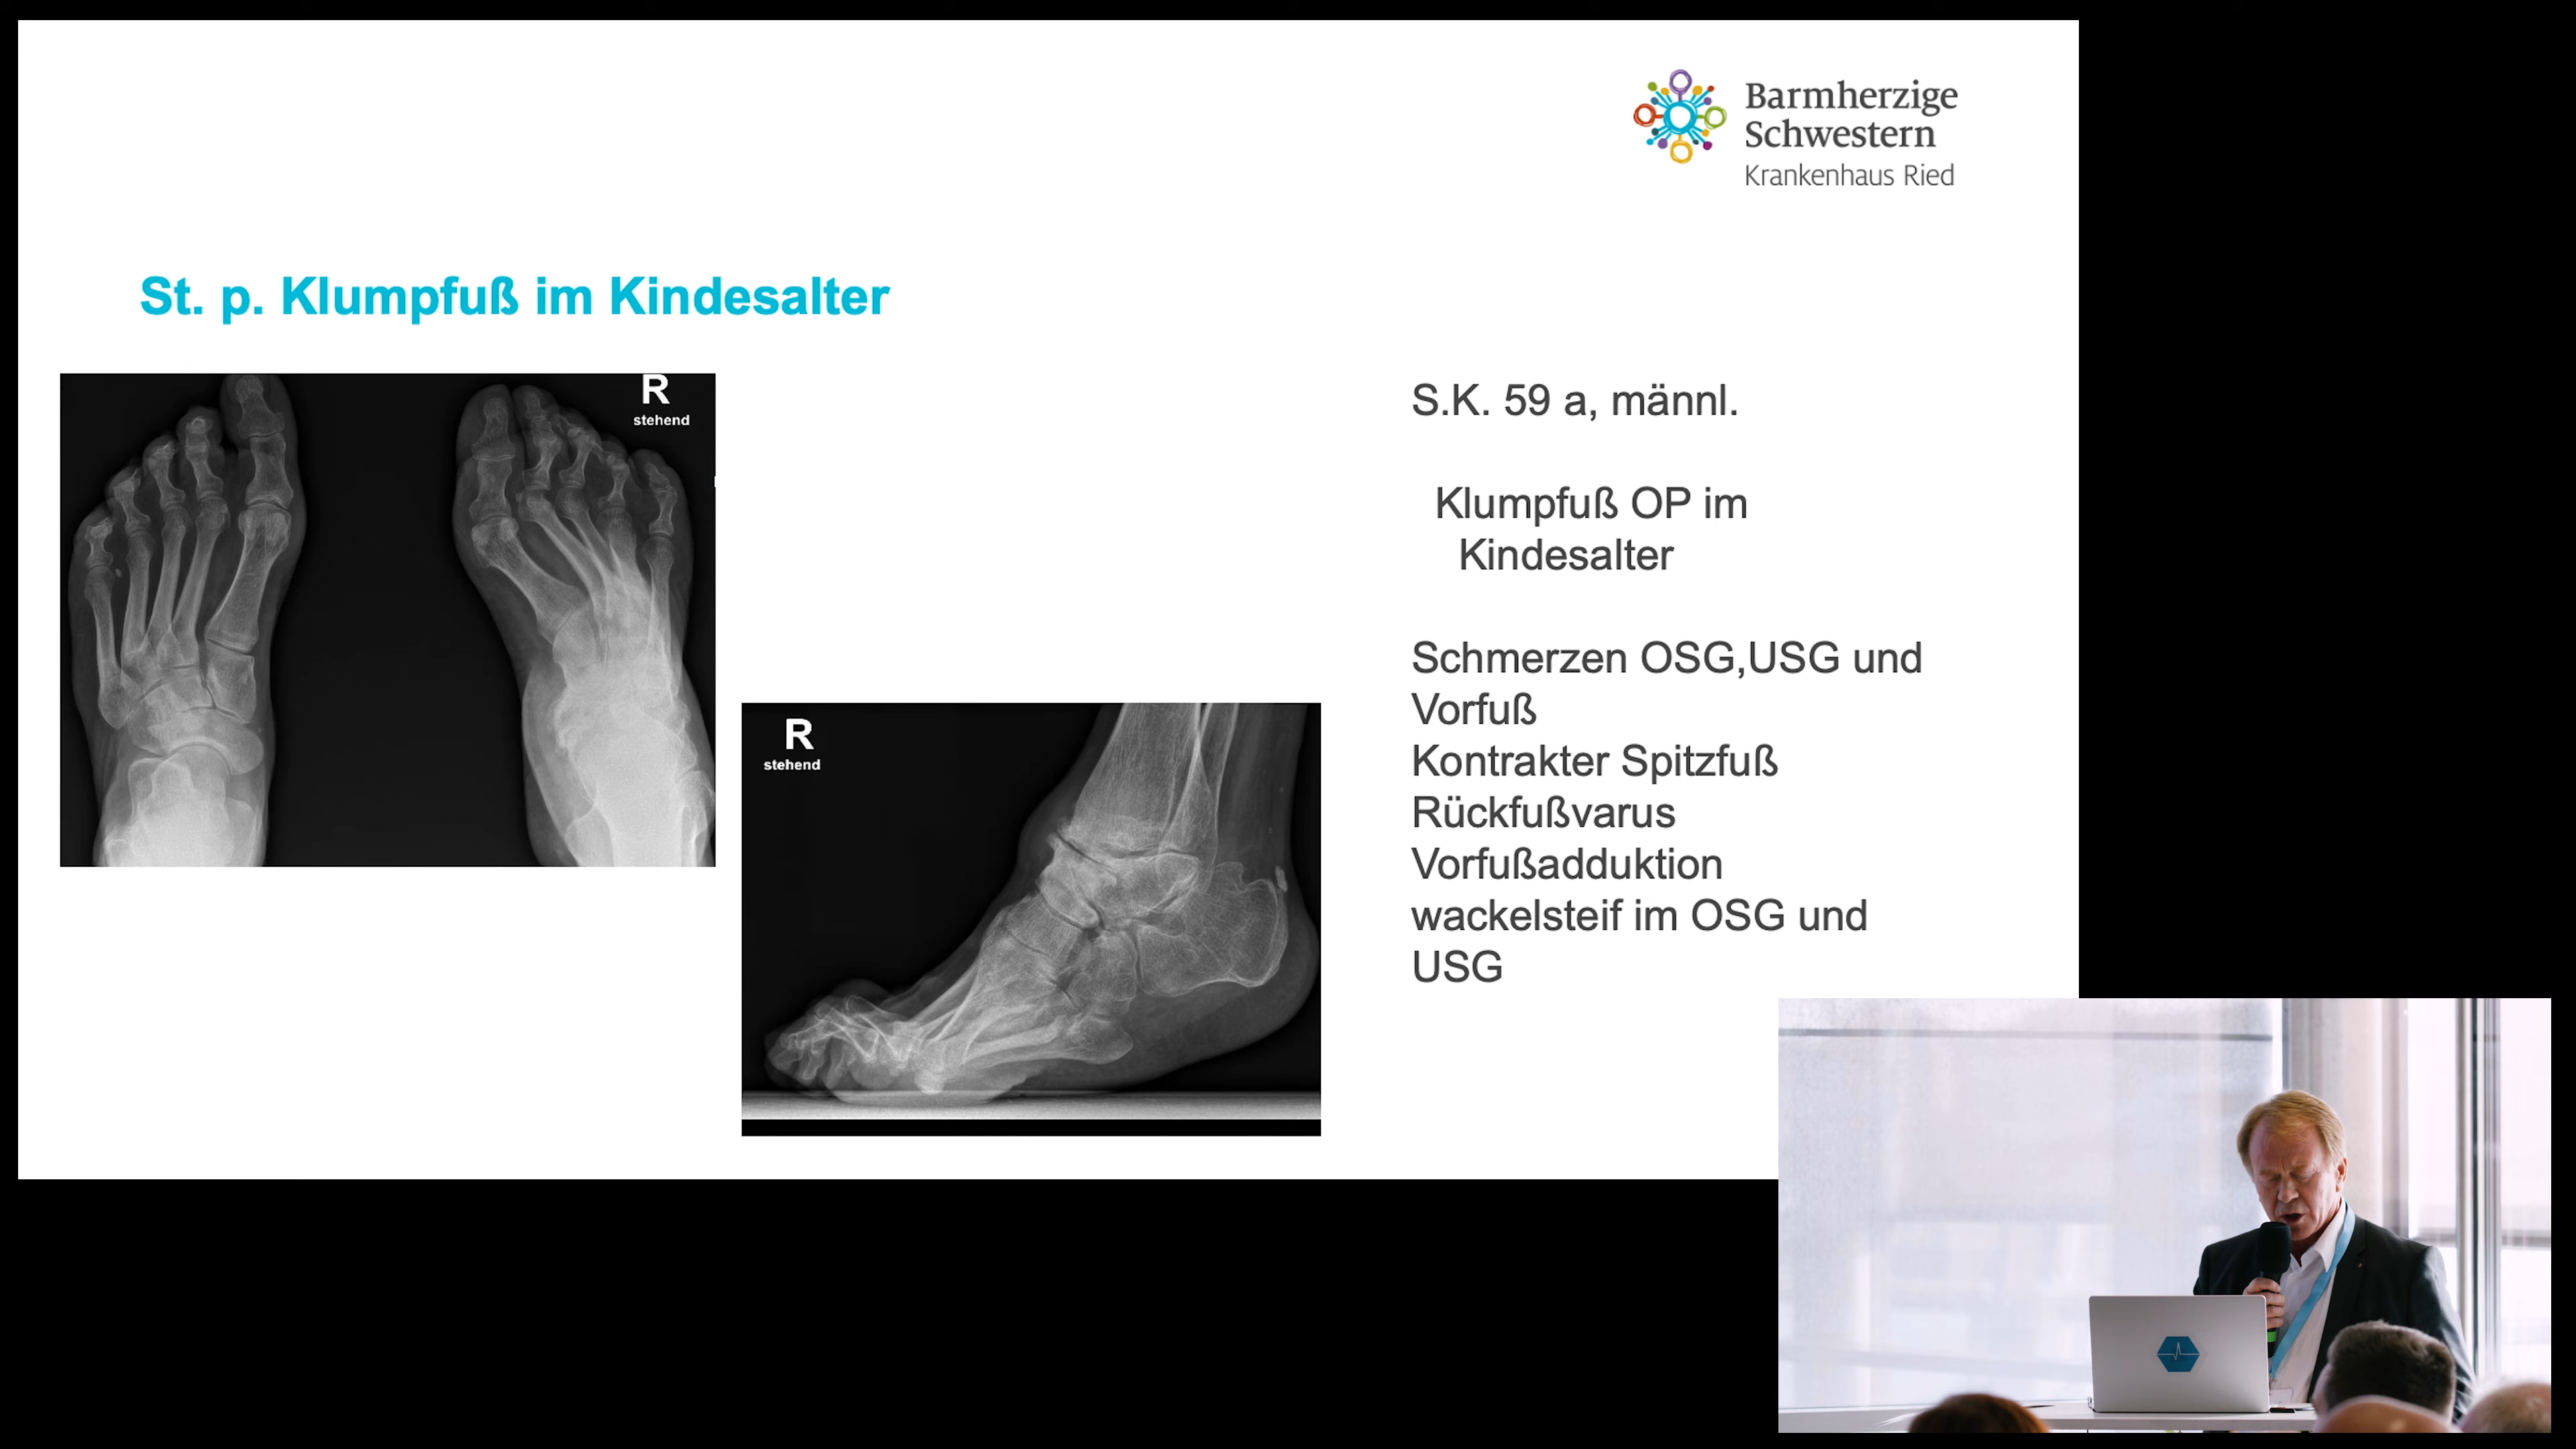 Barmherzige
Schwestern
Krankenhaus Ried
St. p. Klumpfuß im Kindesalter
R
stehend
R
stehend
S.K. 59 a, männl.
Klumpfuß OP im
Kindesalter
Schmerzen OSG,USG und
Vorfuß
Kontrakter Spitzfuß
Rückfußvarus
Vorfußadduktion
wackelsteif im OSG und
USG